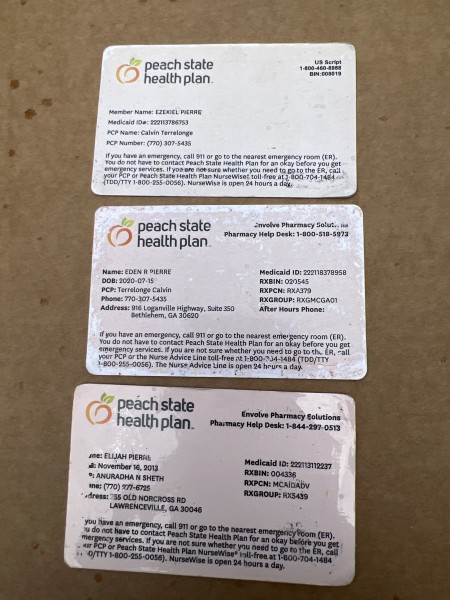 peach state
health plan
US Script
1-800-460-8988
BIN:008019
Member Name: EZEKIEL PIERRE
Medicaid ID#: 222113786753
PCP Name: Calvin Terrelonge
PCP Number: (770) 307-5435
If you have an emergency, call 911 or go to the nearest emergency room (ER).
You do not have to contact Peach State Health Plan for an okay before you get
emergency services. If you are not sure whether you need to go to the ER, call
your PCP or Peach State Health Plan NurseWise toll-free at 1-800-704-1484
(TDD/TTY 1-800-255-0056). NurseWise is open 24 hours a day.
peach state
health plan
Pharmacy Help Desk: 1-800-518-5973
Name: EDEN R PIERRE
DOB: 2020-07-15
PCP: Terrelonge Calvin
Phone: 770-307-5435
Address: 916 Loganville Highway, Suite 350
Bethlehem, GA 30620
Medicaid ID: 222118378958
RXBIN: 020545
RXPCN: RXA379
RXGROUP: RXGMCGA01
After Hours Phone:
If you have an emergency, call 911 or go to the nearest emergency room (ER).
You do not have to contact Peach State Health Plan for an okay before you get
emergency services. If you are not sure whether you need to go to the ER, call
your PCP or the Nurse Advice Line toll-free at 1-800-704-1484 (TDD/TTY
1-800-255-0056). The Nurse Advice Line is open 24 hours a day.
peach state
health plan
Envolve Pharmacy Solutions
Pharmacy Help Desk: 1-844-297-0513
ELIJAH PIERRE
November 16, 2013
ANURADHA N SHETH
OLD NORCROSS RD
LAWRENCEVILLE, GA 30046
Medicaid ID: 222113112237
RXBIN: 004336
RXPCN: MCAIDADV
RXGROUP: RX5439
you have an emergency, call 911 or go to the nearest emergency room (ER).
do not have to contact Peach State Health Plan for an okay before you get
emergency services. If you are not sure whether you need to go to the ER, call
PCP or Peach State Health Plan NurseWise® toll-free at 1-800-704-1484
1-800-255-0056). NurseWise is open 24 hours a day.